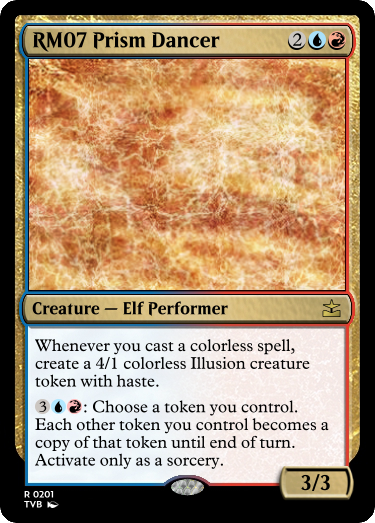 RM07 Prism Dancer 2
Creature — Elf Performer
Whenever you cast a colorless spell,
create a 4/1 colorless Illusion creature
token with haste.
3: Choose a token you control.
Each other token you control becomes a
copy of that token until end of turn.
Activate only as a sorcery.
3/3
R 0201
TVB